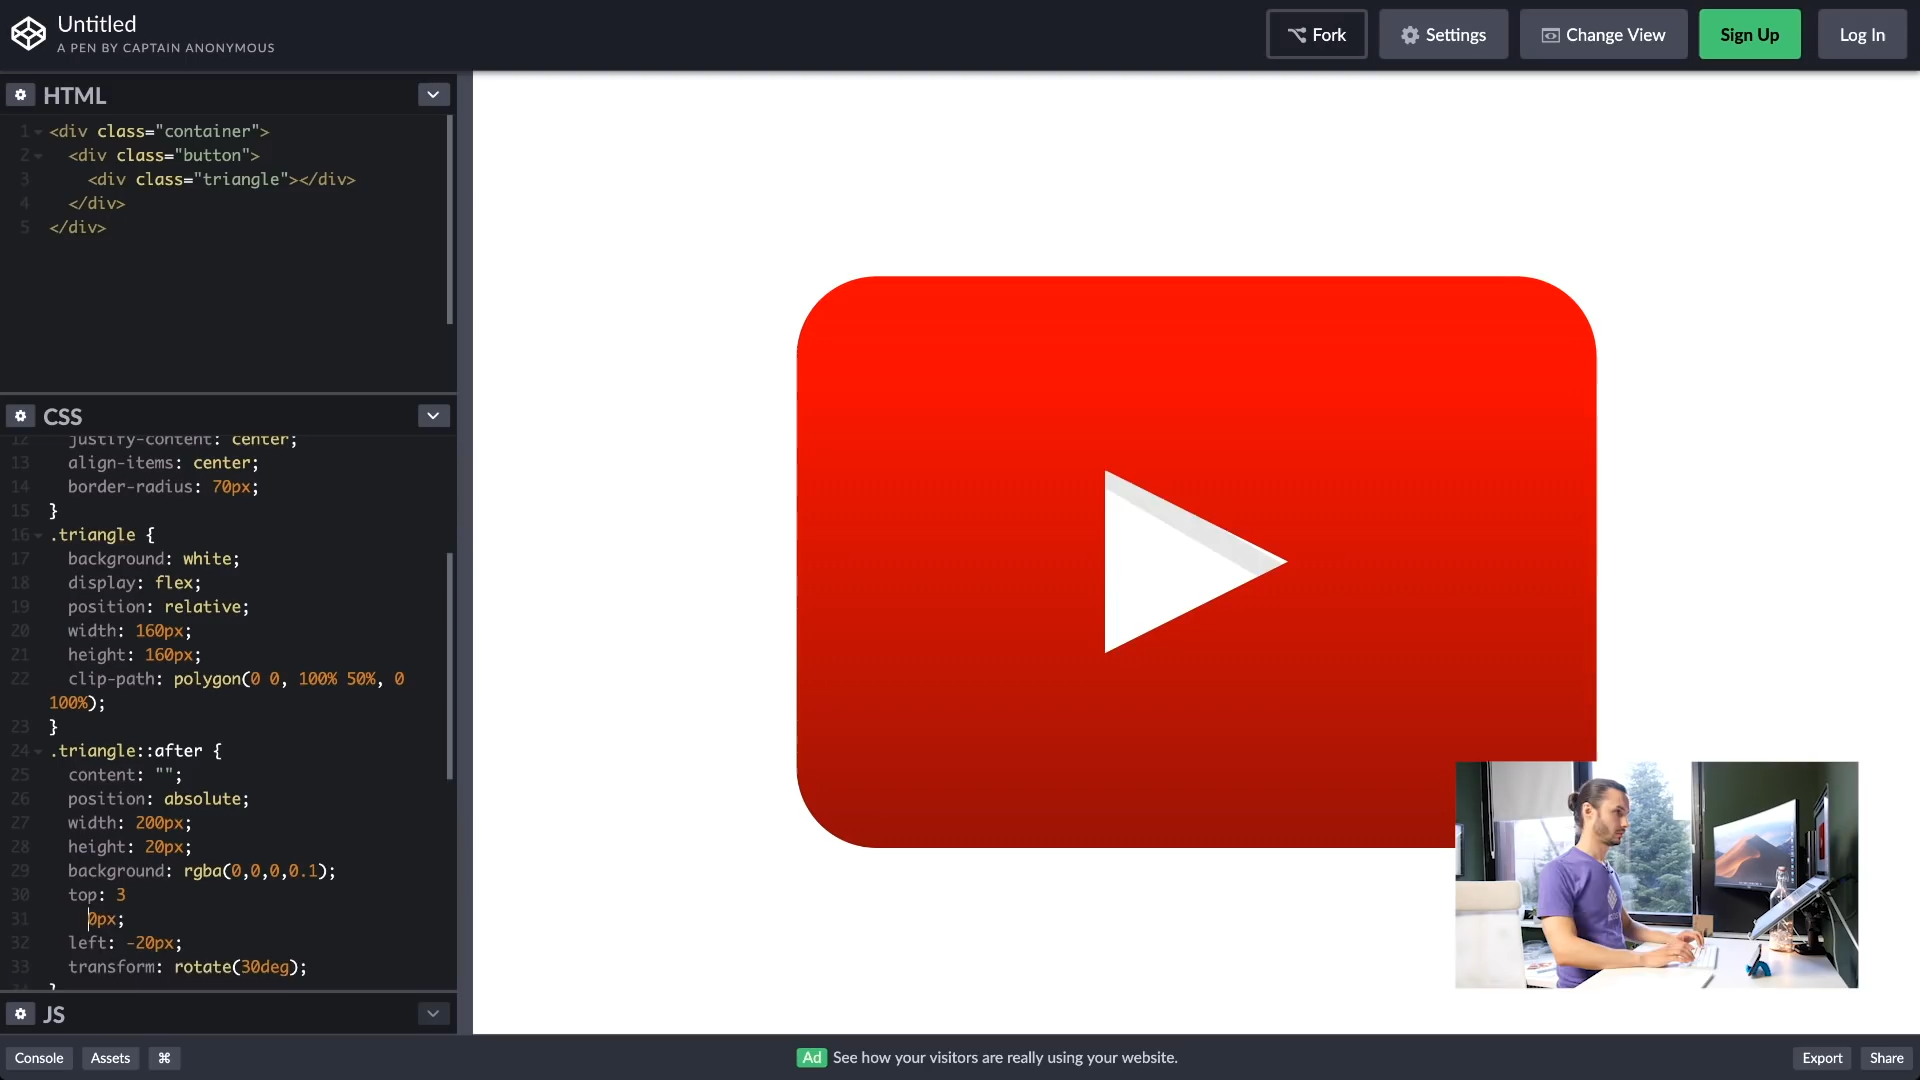 Untitled
A PEN BY CAPTAIN ANONYMOUS
Fork
Settings
Change View
Sign Up
Log In
HTML
1 <div class="container">
2 <div class="button">
3 <div class="triangle"></div>
4 </div>
5 </div>
CSS
12 justify-content: center;
13 align-items: center;
14 border-radius: 70px;
15 }
16 .triangle {
17 background: white;
18 display: flex;
19 position: relative;
20 width: 160px;
21 height: 160px;
22 clip-path: polygon(0 0, 100% 50%, 0
100%);
23 }
24 .triangle::after {
25 content: "";
26 position: absolute;
27 width: 200px;
28 height: 20px;
29 background: rgba(0,0,0,0.1);
30 top: 3
31 0px;
32 left: -20px;
33 transform: rotate(30deg);
34 }
JS
Console
Assets
⌘
Ad See how your visitors are really using your website.
Export
Share